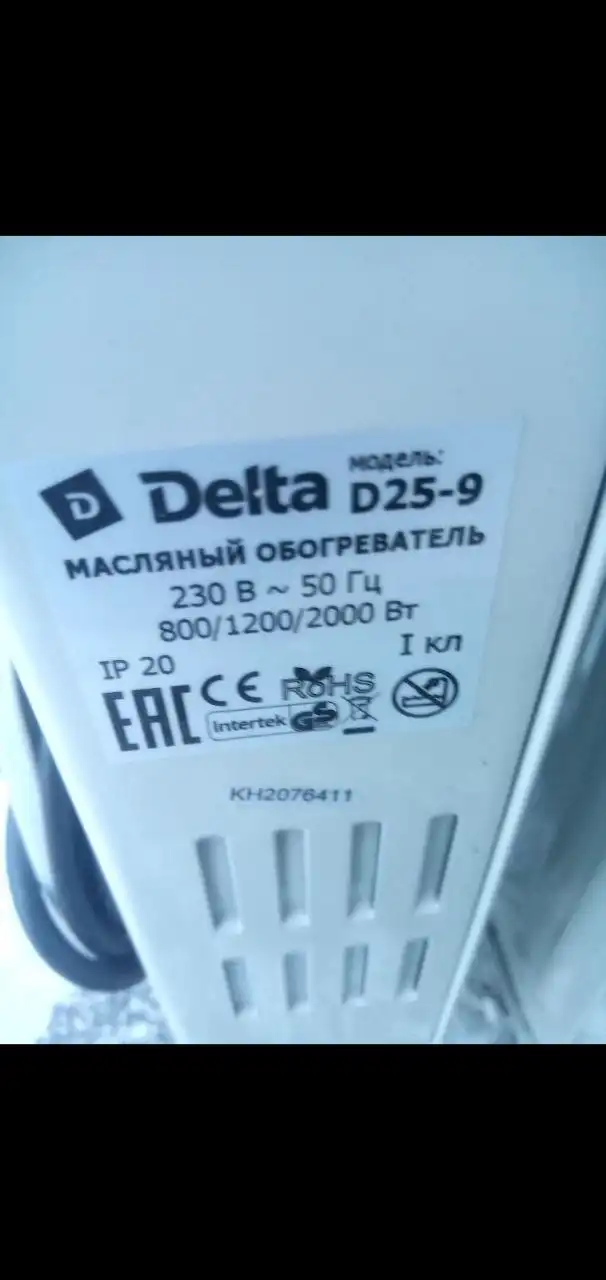 D Delta модель:
D25-9
МАСЛЯНЫЙ ОБОГРЕВАТЕЛЬ
230 В ~ 50 Гц
800/1200/2000 Вт
IP 20 I кл
EAC CE RoHS
Intertek GS
KH2076411